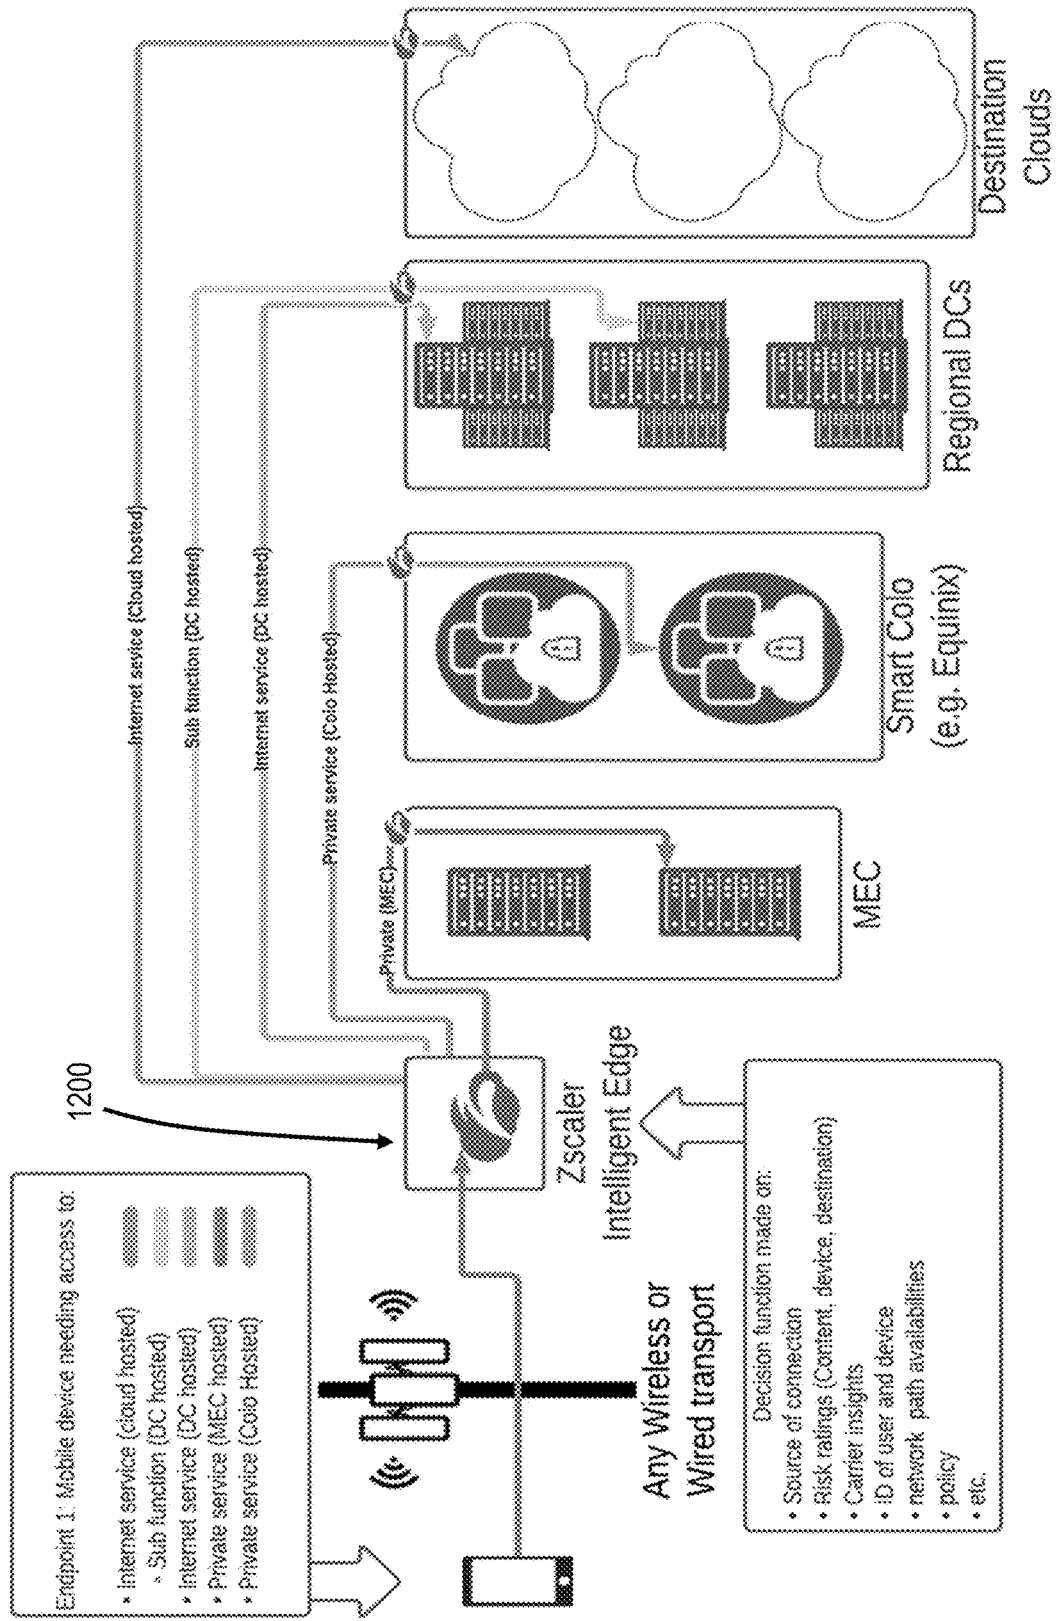 Endpoint 1: Mobile device needing access to:
• Internet service (cloud hosted)
◦ Sub function (DC hosted)
• Internet service (DC hosted)
• Private service (MEC hosted)
• Private service (Colo Hosted)
1200
Internet service (Cloud hosted)
Sub function (DC hosted)
Internet service (DC hosted)
Private service (Colo Hosted)
Private (MEC)
Any Wireless or
Wired transport
Zscaler
Intelligent Edge
MEC
Smart Colo
(e.g. Equinix)
Regional DCs
Destination
Clouds
Decision function made on:
• Source of connection
• Risk ratings (Content, device, destination)
• Carrier insights
• ID of user and device
• network path availabilities
• policy
• etc.